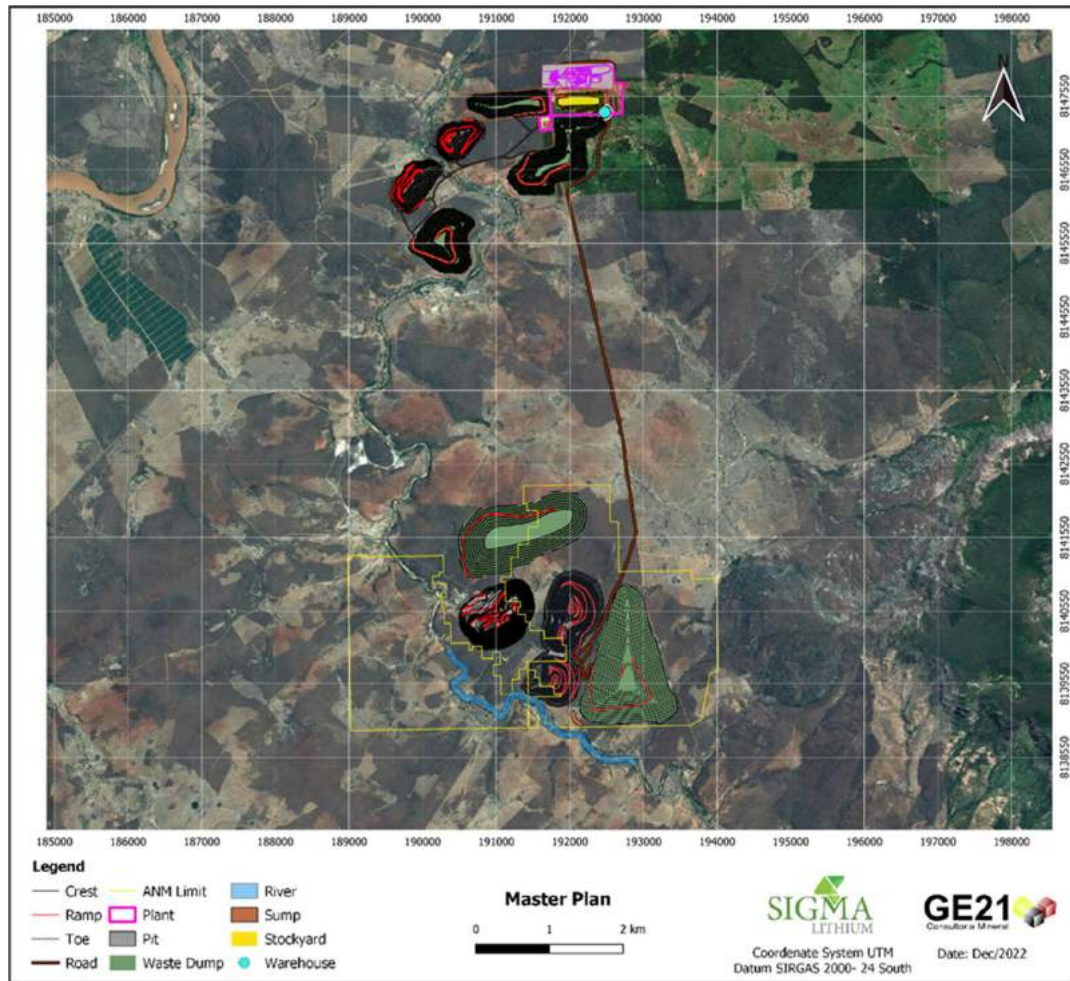 185000 186000 187000 188000 189000 190000 191000 192000 193000 194000 195000 196000 197000 198000
N
8147550
8146550
8145550
8144550
8143550
8142550
8141550
8140550
8139550
8138550
185000 186000 187000 188000 189000 190000 191000 192000 193000 194000 195000 196000 197000 198000
Legend
Crest ANM Limit River
Ramp Plant Sump
Toe Pit Stockyard
Road Waste Dump Warehouse
Master Plan
0 1 2 km
SIGMA
LITHIUM
Coordenate System UTM
Datum SIRGAS 2000- 24 South
GE21
Consultoria Mineral
Date: Dec/2022